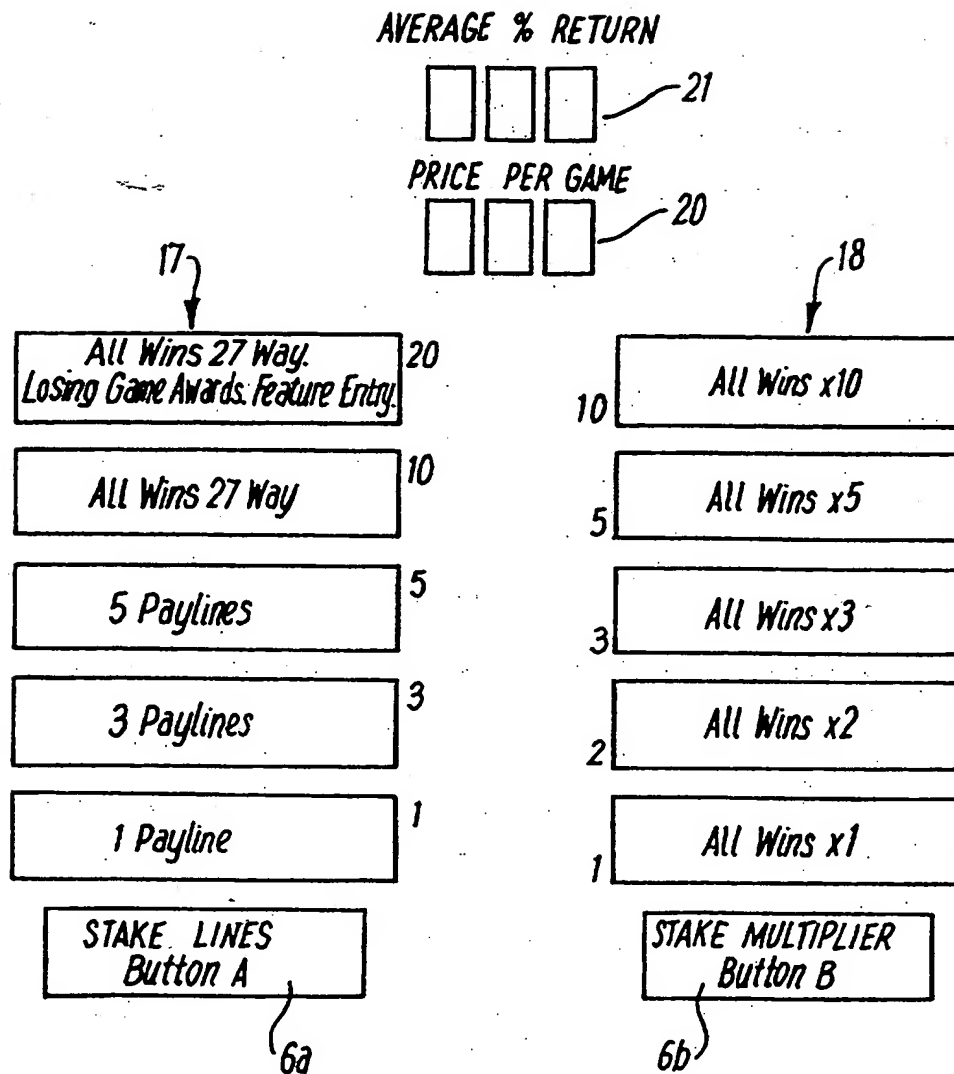 AVERAGE % RETURN
21
PRICE PER GAME
20
17
18
All Wins 27 Way.
Losing Game Awards. Feature Entry.
20
All Wins x10
10
All Wins 27 Way
10
All Wins x5
5
5 Paylines
5
All Wins x3
3
3 Paylines
3
All Wins x2
2
1 Payline
1
All Wins x1
1
STAKE LINES
Button A
STAKE MULTIPLIER
Button B
6a
6b